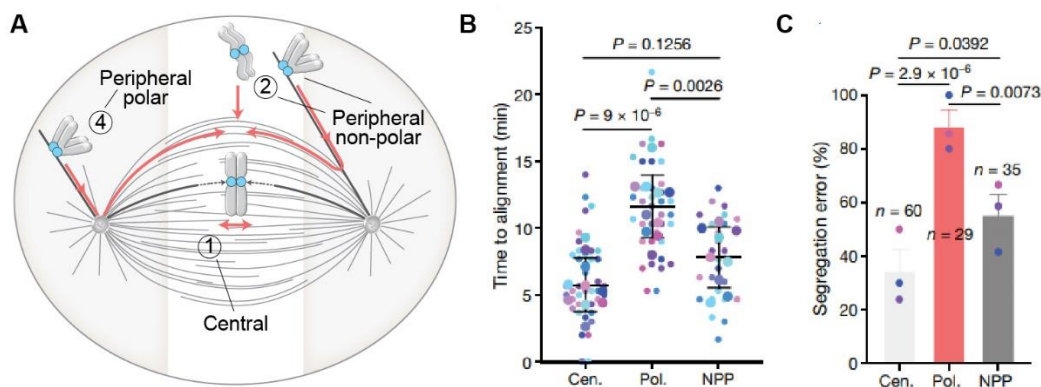 A
Peripheral
polar
4
2
Peripheral
non-polar
1
Central
B
Time to alignment (min)
25
20
15
10
5
0
P = 0.1256
P = 0.0026
P = 9 × 10⁻⁶
Cen.
Pol.
NPP
C
Segregation error (%)
100
80
60
40
20
0
P = 0.0392
P = 2.9 × 10⁻⁶
P = 0.0073
n = 35
n = 60
n = 29
Cen.
Pol.
NPP